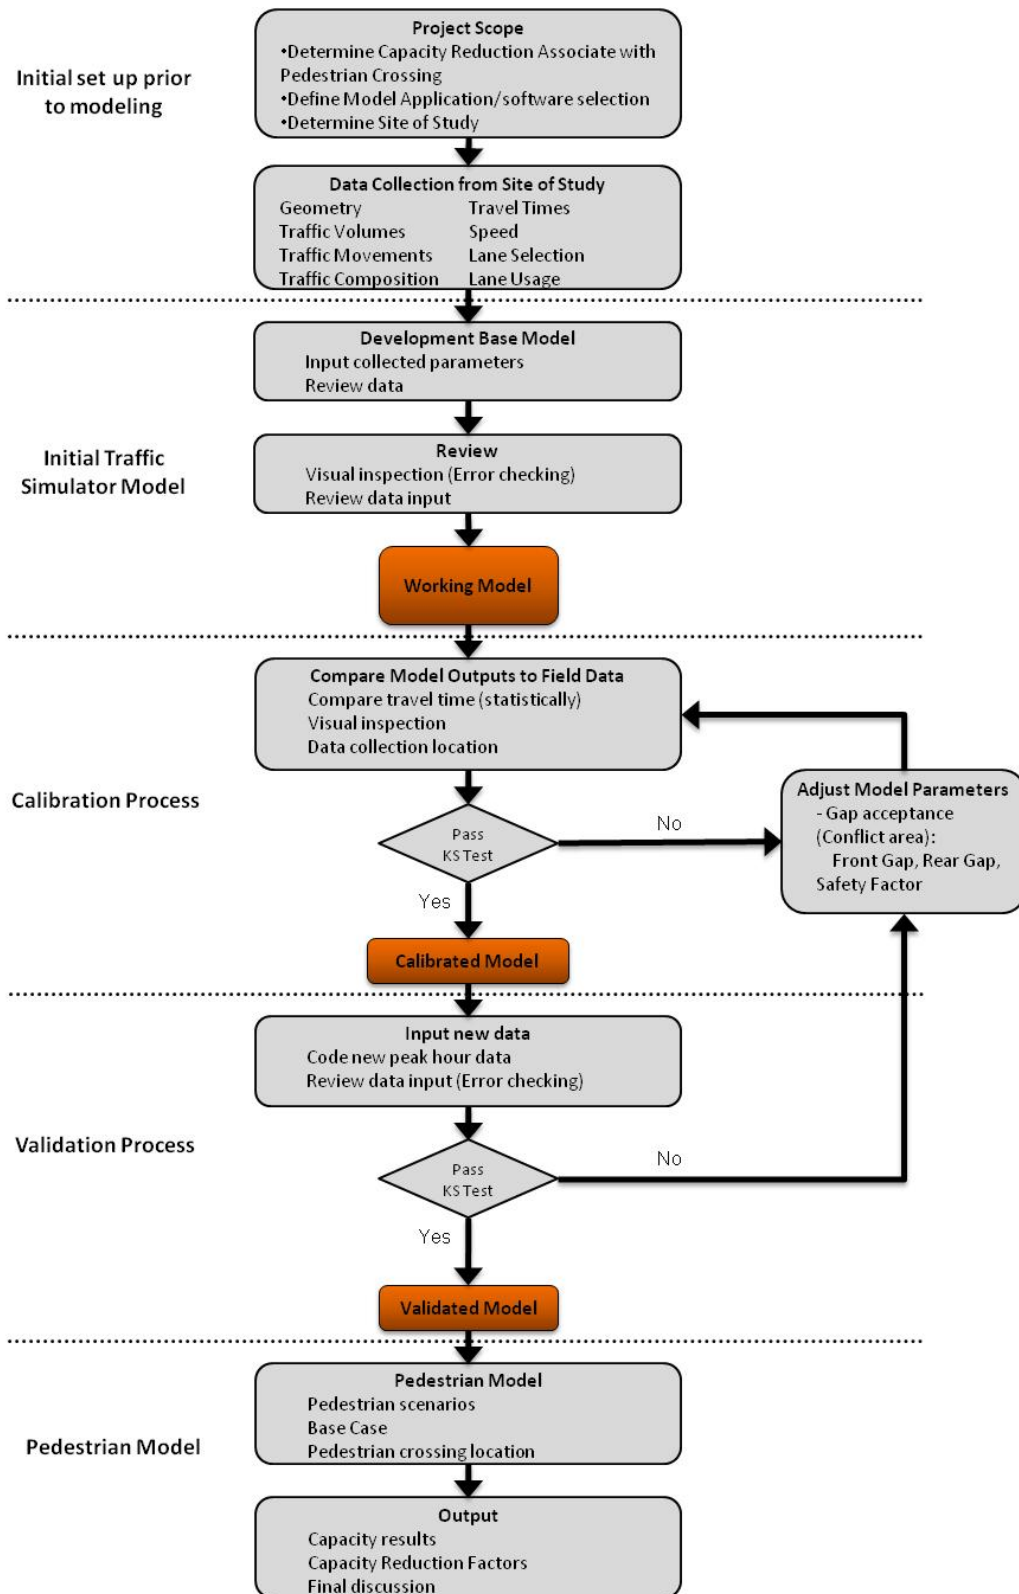 Initial set up prior
to modeling
Project Scope
•Determine Capacity Reduction Associate with
Pedestrian Crossing
•Define Model Application/software selection
•Determine Site of Study
Data Collection from Site of Study
Geometry
Traffic Volumes
Traffic Movements
Traffic Composition
Travel Times
Speed
Lane Selection
Lane Usage
Initial Traffic
Simulator Model
Development Base Model
Input collected parameters
Review data
Review
Visual inspection (Error checking)
Review data input
Working Model
Calibration Process
Compare Model Outputs to Field Data
Compare travel time (statistically)
Visual inspection
Data collection location
Pass
KS Test
No
Yes
Adjust Model Parameters
- Gap acceptance
(Conflict area):
Front Gap, Rear Gap,
Safety Factor
Calibrated Model
Validation Process
Input new data
Code new peak hour data
Review data input (Error checking)
Pass
KS Test
No
Yes
Validated Model
Pedestrian Model
Pedestrian Model
Pedestrian scenarios
Base Case
Pedestrian crossing location
Output
Capacity results
Capacity Reduction Factors
Final discussion